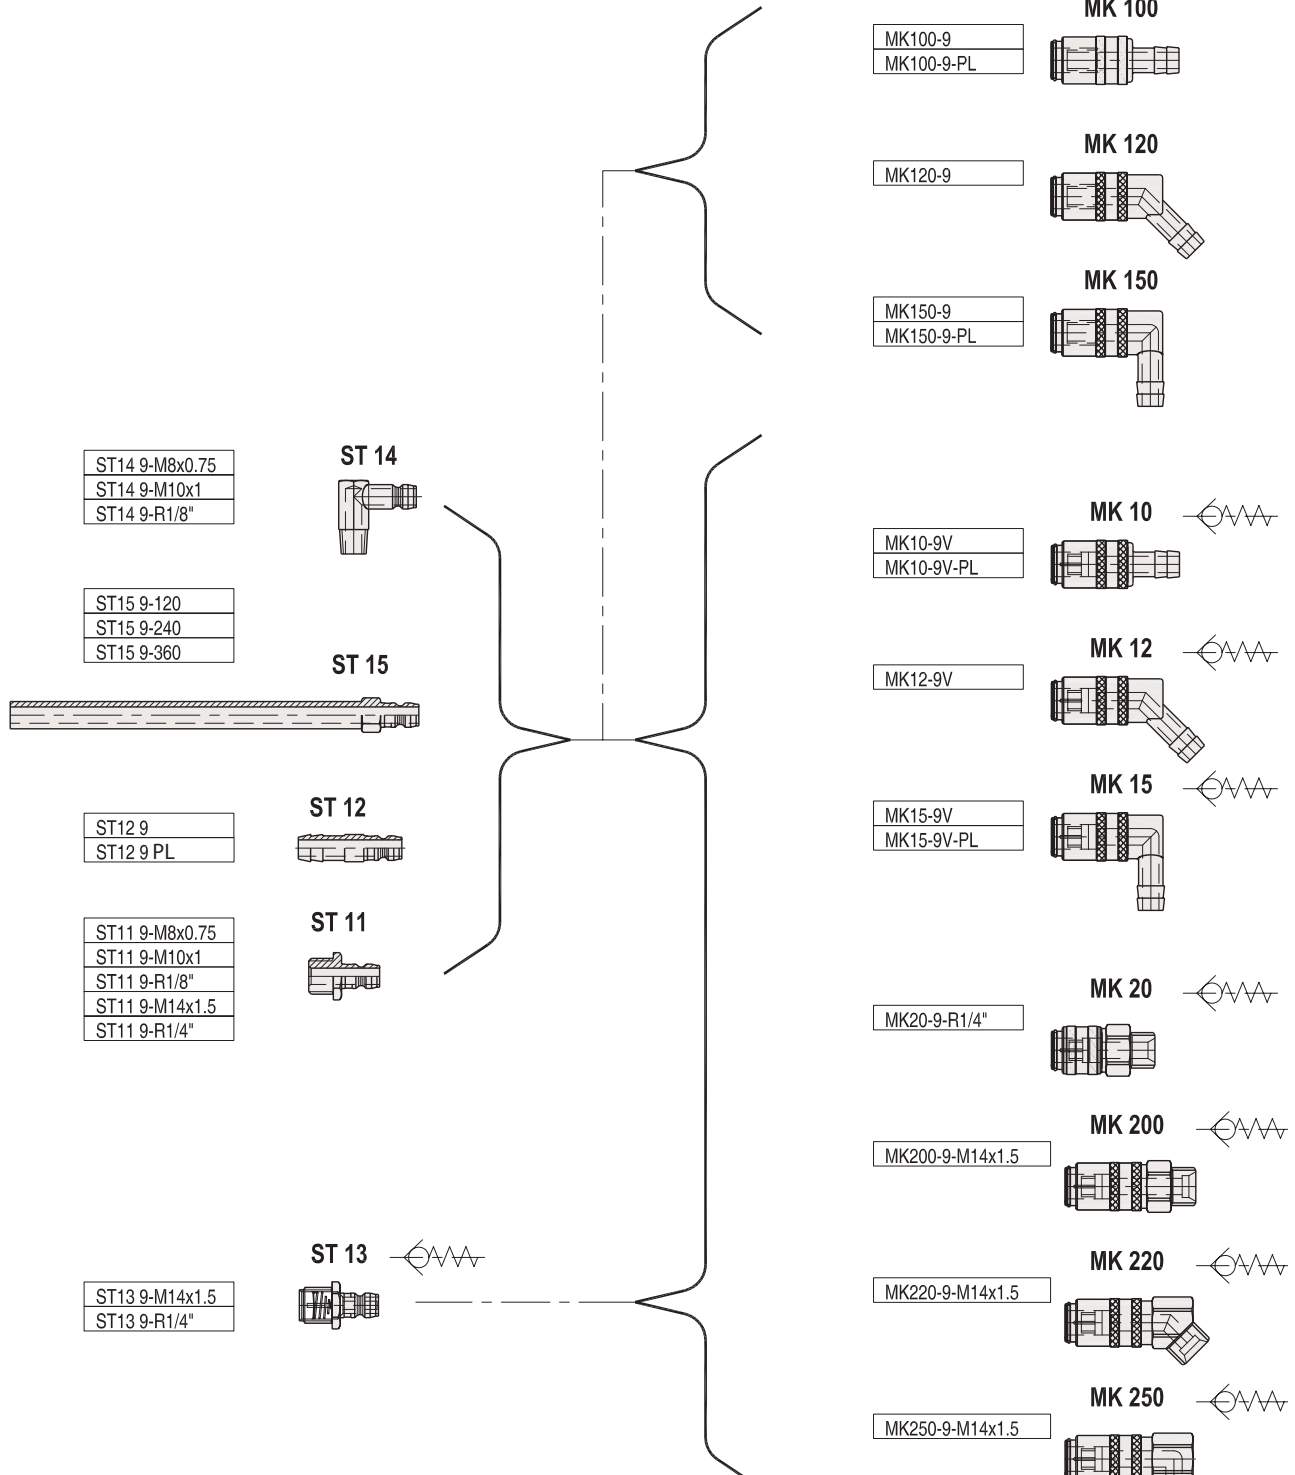 MK 100
MK100-9
MK100-9-PL
MK 120
MK120-9
MK 150
MK150-9
MK150-9-PL
ST 14
ST14 9-M8x0.75
ST14 9-M10x1
ST14 9-R1/8"
ST15 9-120
ST15 9-240
ST15 9-360
ST 15
ST 12
ST12 9
ST12 9 PL
ST 11
ST11 9-M8x0.75
ST11 9-M10x1
ST11 9-R1/8"
ST11 9-M14x1.5
ST11 9-R1/4"
ST 13
ST13 9-M14x1.5
ST13 9-R1/4"
MK 10
MK10-9V
MK10-9V-PL
MK 12
MK12-9V
MK 15
MK15-9V
MK15-9V-PL
MK 20
MK20-9-R1/4"
MK 200
MK200-9-M14x1.5
MK 220
MK220-9-M14x1.5
MK 250
MK250-9-M14x1.5